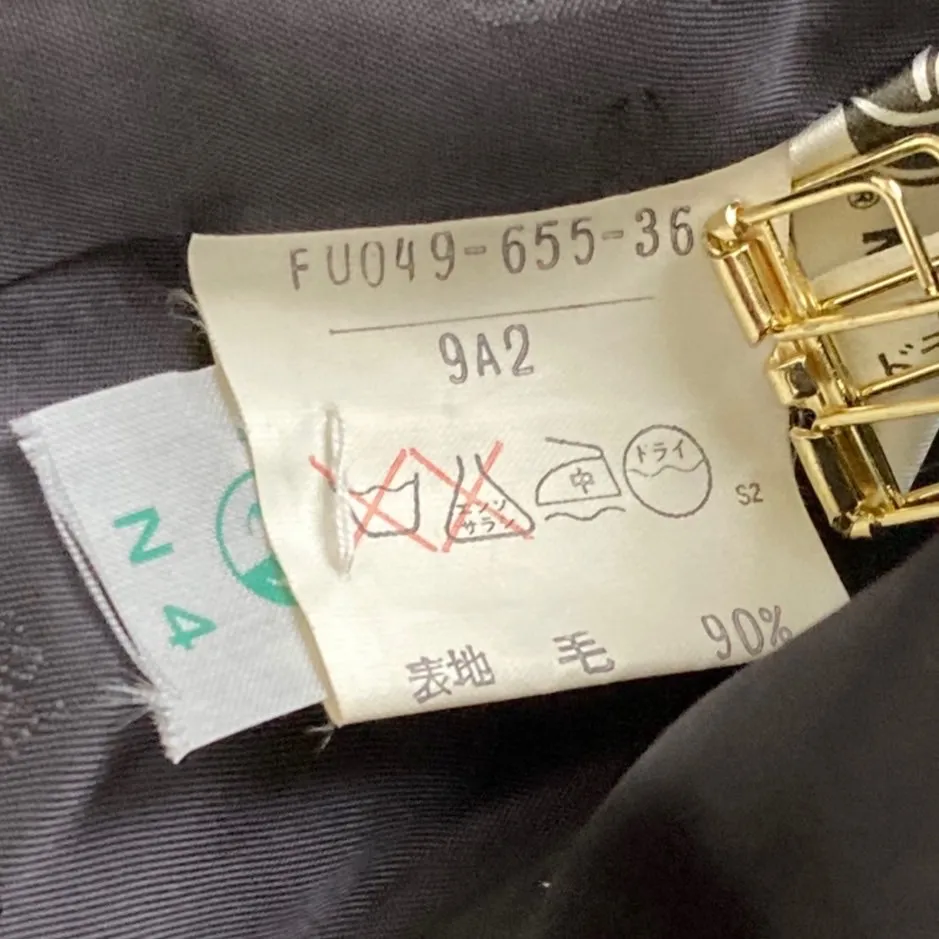 FU049-655-36
9A2
エンソ
サラシ
中
ドライ
S2
表地 毛 90%
N 4
®